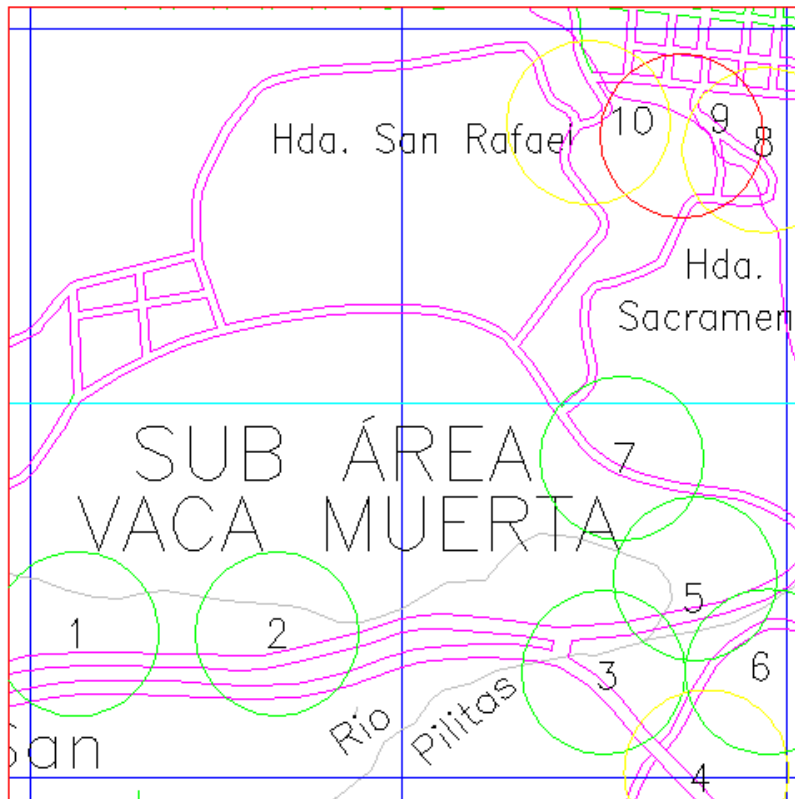 10 9 8
Hda. San Rafael
Hda.
Sacramen
7
SUB ÁREA
VACA MUERTA
5
1 2
3 6
Río Pilitas
San
4